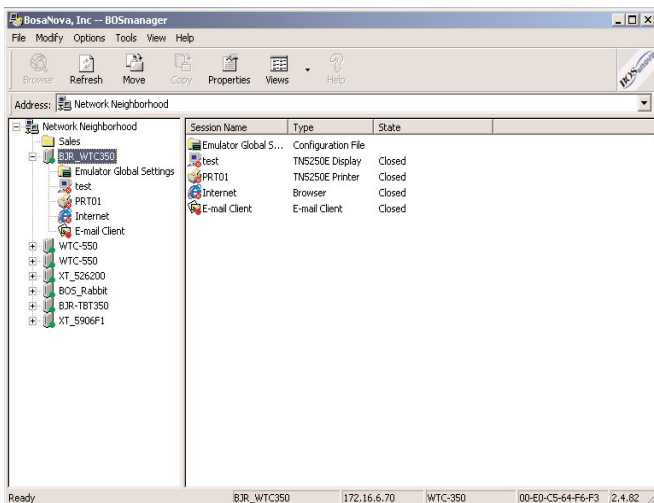 BosaNova, Inc -- BOSmanager
File Modify Options Tools View Help
Browse Refresh Move Copy Properties Views Help
BOSaNova
Address: Network Neighborhood
Network Neighborhood
Sales
BJR_WTC350
Emulator Global Settings
test
PRT01
Internet
E-mail Client
WTC-550
WTC-550
XT_526200
BOS_Rabbit
BJR-TBT350
XT_5906F1
Session Name Type State
Emulator Global S... Configuration File
test TN5250E Display Closed
PRT01 TN5250E Printer Closed
Internet Browser Closed
E-mail Client E-mail Client Closed
Ready BJR_WTC350 172.16.6.70 WTC-350 00-E0-C5-64-F6-F3 2.4.82